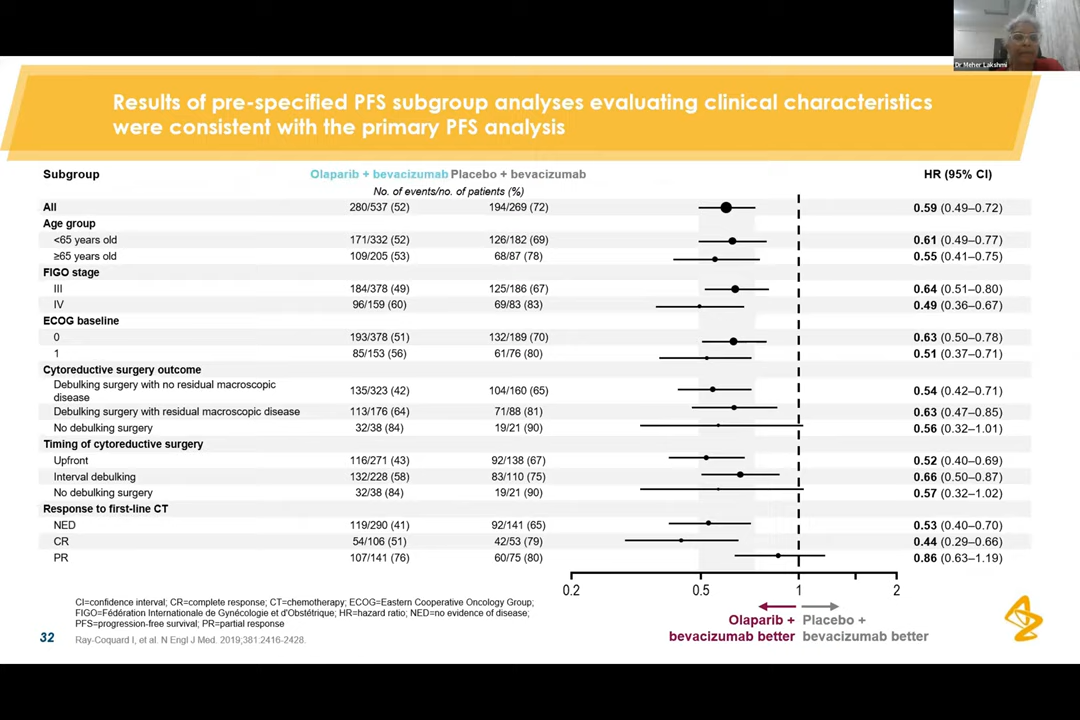 Dr Meher Lakshmi
Results of pre-specified PFS subgroup analyses evaluating clinical characteristics
were consistent with the primary PFS analysis
Subgroup Olaparib + bevacizumab Placebo + bevacizumab HR (95% CI)
No. of events/no. of patients (%)
All 280/537 (52) 194/269 (72) 0.59 (0.49–0.72)
Age group
<65 years old 171/332 (52) 126/182 (69) 0.61 (0.49–0.77)
≥65 years old 109/205 (53) 68/87 (78) 0.55 (0.41–0.75)
FIGO stage
III 184/378 (49) 125/186 (67) 0.64 (0.51–0.80)
IV 96/159 (60) 69/83 (83) 0.49 (0.36–0.67)
ECOG baseline
0 193/378 (51) 132/189 (70) 0.63 (0.50–0.78)
1 85/153 (56) 61/76 (80) 0.51 (0.37–0.71)
Cytoreductive surgery outcome
Debulking surgery with no residual macroscopic
disease 135/323 (42) 104/160 (65) 0.54 (0.42–0.71)
Debulking surgery with residual macroscopic disease 113/176 (64) 71/88 (81) 0.63 (0.47–0.85)
No debulking surgery 32/38 (84) 19/21 (90) 0.56 (0.32–1.01)
Timing of cytoreductive surgery
Upfront 116/271 (43) 92/138 (67) 0.52 (0.40–0.69)
Interval debulking 132/228 (58) 83/110 (75) 0.66 (0.50–0.87)
No debulking surgery 32/38 (84) 19/21 (90) 0.57 (0.32–1.02)
Response to first-line CT
NED 119/290 (41) 92/141 (65) 0.53 (0.40–0.70)
CR 54/106 (51) 42/53 (79) 0.44 (0.29–0.66)
PR 107/141 (76) 60/75 (80) 0.86 (0.63–1.19)
0.2 0.5 1 2
Olaparib + Placebo +
bevacizumab better bevacizumab better
CI=confidence interval; CR=complete response; CT=chemotherapy; ECOG=Eastern Cooperative Oncology Group;
FIGO=Fédération Internationale de Gynécologie et d'Obstétrique; HR=hazard ratio; NED=no evidence of disease;
PFS=progression-free survival; PR=partial response
32 Ray-Coquard I, et al. N Engl J Med. 2019;381:2416-2428.